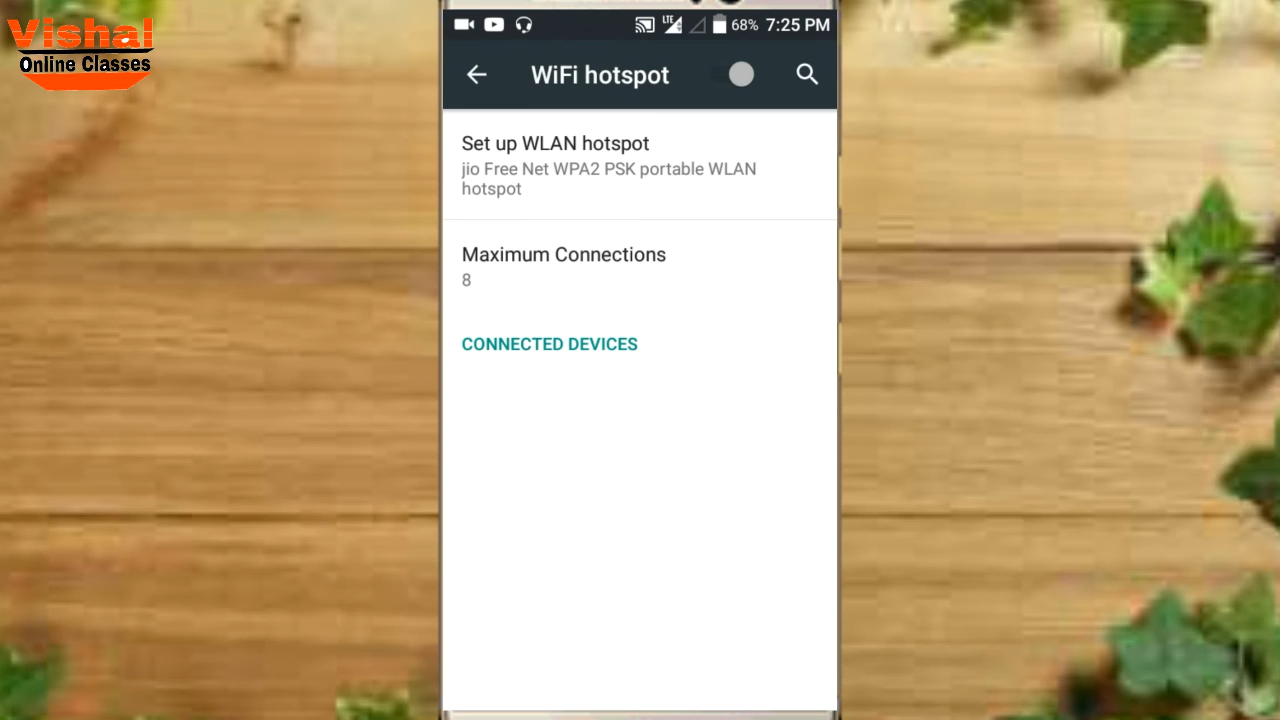 Vishal
Online Classes
LTE 68% 7:25 PM
WiFi hotspot
Set up WLAN hotspot
jio Free Net WPA2 PSK portable WLAN
hotspot
Maximum Connections
8
CONNECTED DEVICES